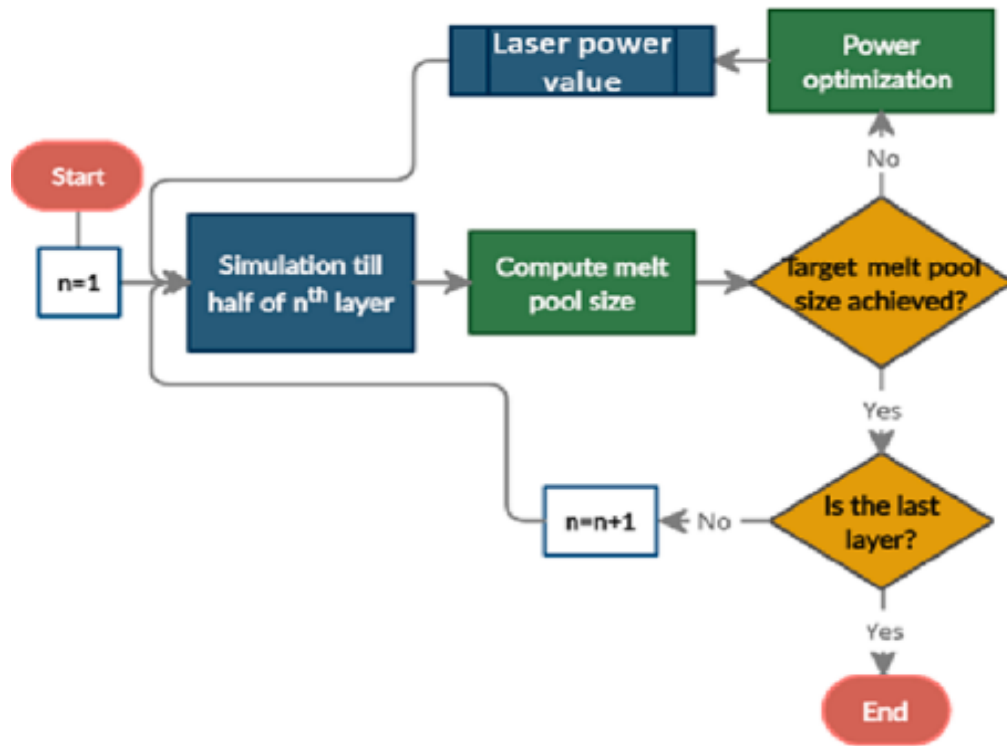 Laser power
value
Power
optimization
No
Start
n=1
Simulation till
half of nth layer
Compute melt
pool size
Target melt pool
size achieved?
Yes
n=n+1
No
Is the last
layer?
Yes
End